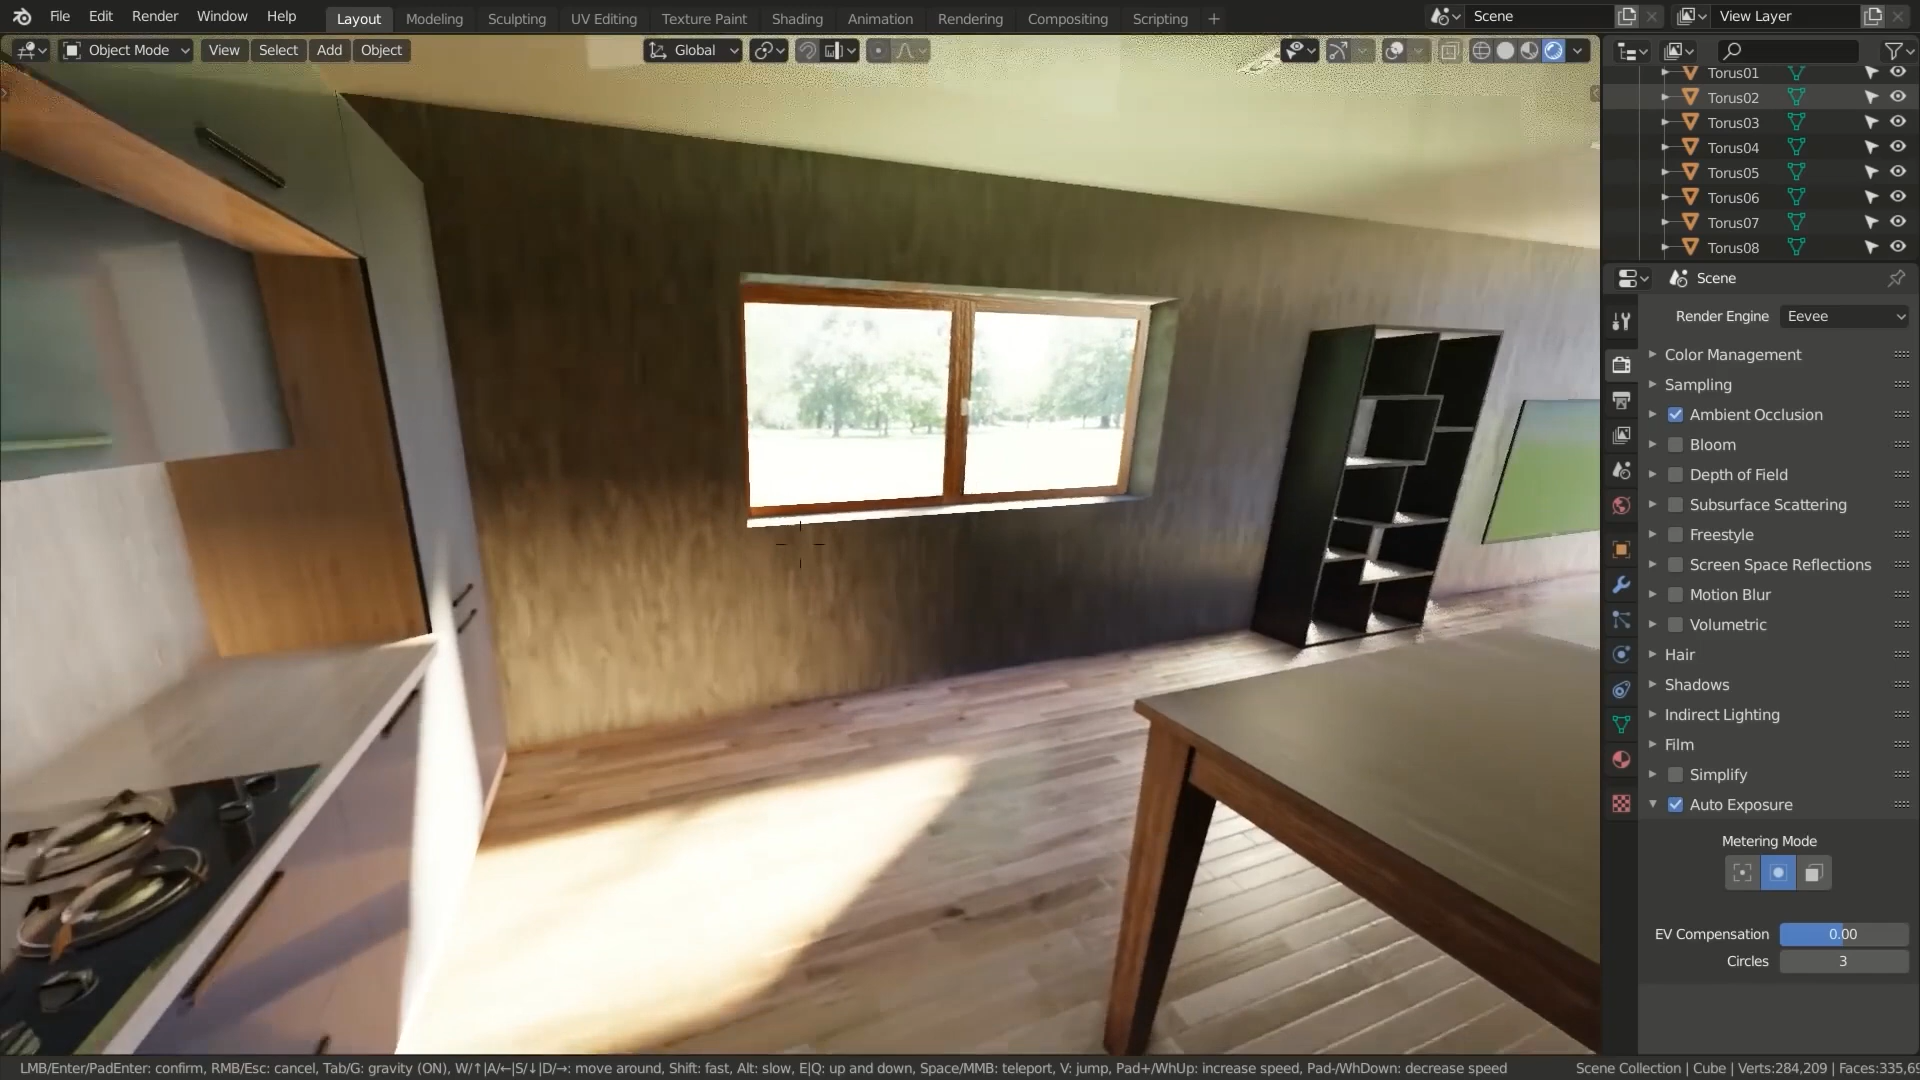 File Edit Render Window Help Layout Modeling Sculpting UV Editing Texture Paint Shading Animation Rendering Compositing Scripting + Scene View Layer
Object Mode View Select Add Object Global
Torus01
Torus02
Torus03
Torus04
Torus05
Torus06
Torus07
Torus08
Scene
Render Engine Eevee
Color Management
Sampling
Ambient Occlusion
Bloom
Depth of Field
Subsurface Scattering
Freestyle
Screen Space Reflections
Motion Blur
Volumetric
Hair
Shadows
Indirect Lighting
Film
Simplify
Auto Exposure
Metering Mode
EV Compensation 0.00
Circles 3
LMB/Enter/PadEnter: confirm, RMB/Esc: cancel, Tab/G: gravity (ON), W/↑|A/←|S/↓|D/→: move around, Shift: fast, Alt: slow, E|Q: up and down, Space/MMB: teleport, V: jump, Pad+/WhUp: increase speed, Pad-/WhDown: decrease speed Scene Collection | Cube | Verts:284,209 | Faces:335,6